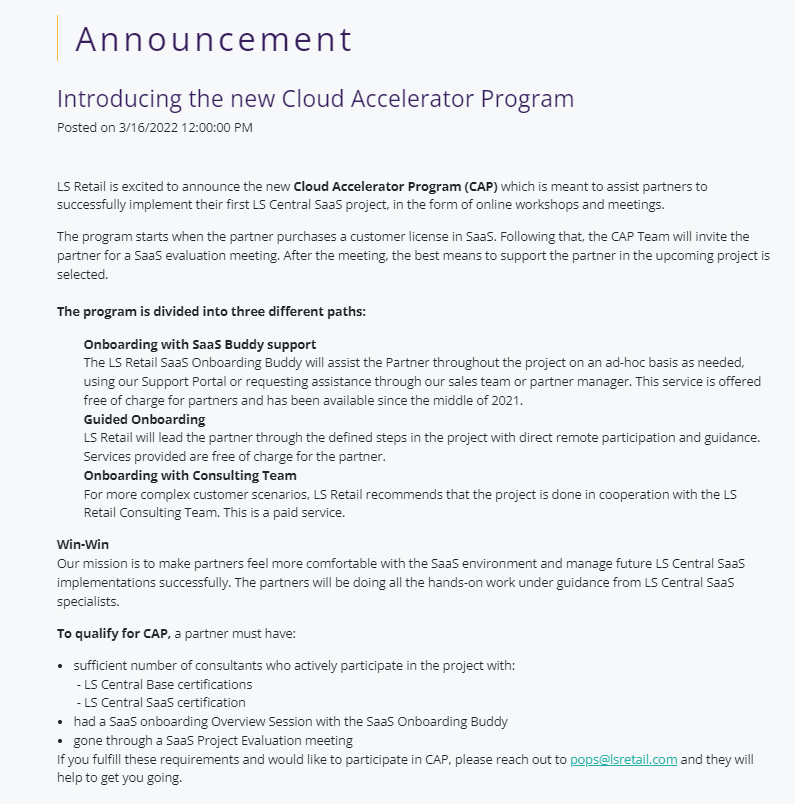 Announcement
Introducing the new Cloud Accelerator Program
Posted on 3/16/2022 12:00:00 PM
LS Retail is excited to announce the new Cloud Accelerator Program (CAP) which is meant to assist partners to
successfully implement their first LS Central SaaS project, in the form of online workshops and meetings.
The program starts when the partner purchases a customer license in SaaS. Following that, the CAP Team will invite the
partner for a SaaS evaluation meeting. After the meeting, the best means to support the partner in the upcoming project is
selected.
The program is divided into three different paths:
Onboarding with SaaS Buddy support
The LS Retail SaaS Onboarding Buddy will assist the Partner throughout the project on an ad-hoc basis as needed,
using our Support Portal or requesting assistance through our sales team or partner manager. This service is offered
free of charge for partners and has been available since the middle of 2021.
Guided Onboarding
LS Retail will lead the partner through the defined steps in the project with direct remote participation and guidance.
Services provided are free of charge for the partner.
Onboarding with Consulting Team
For more complex customer scenarios, LS Retail recommends that the project is done in cooperation with the LS
Retail Consulting Team. This is a paid service.
Win-Win
Our mission is to make partners feel more comfortable with the SaaS environment and manage future LS Central SaaS
implementations successfully. The partners will be doing all the hands-on work under guidance from LS Central SaaS
specialists.
To qualify for CAP, a partner must have:
• sufficient number of consultants who actively participate in the project with:
- LS Central Base certifications
- LS Central SaaS certification
• had a SaaS onboarding Overview Session with the SaaS Onboarding Buddy
• gone through a SaaS Project Evaluation meeting
If you fulfill these requirements and would like to participate in CAP, please reach out to pops@lsretail.com and they will
help to get you going.